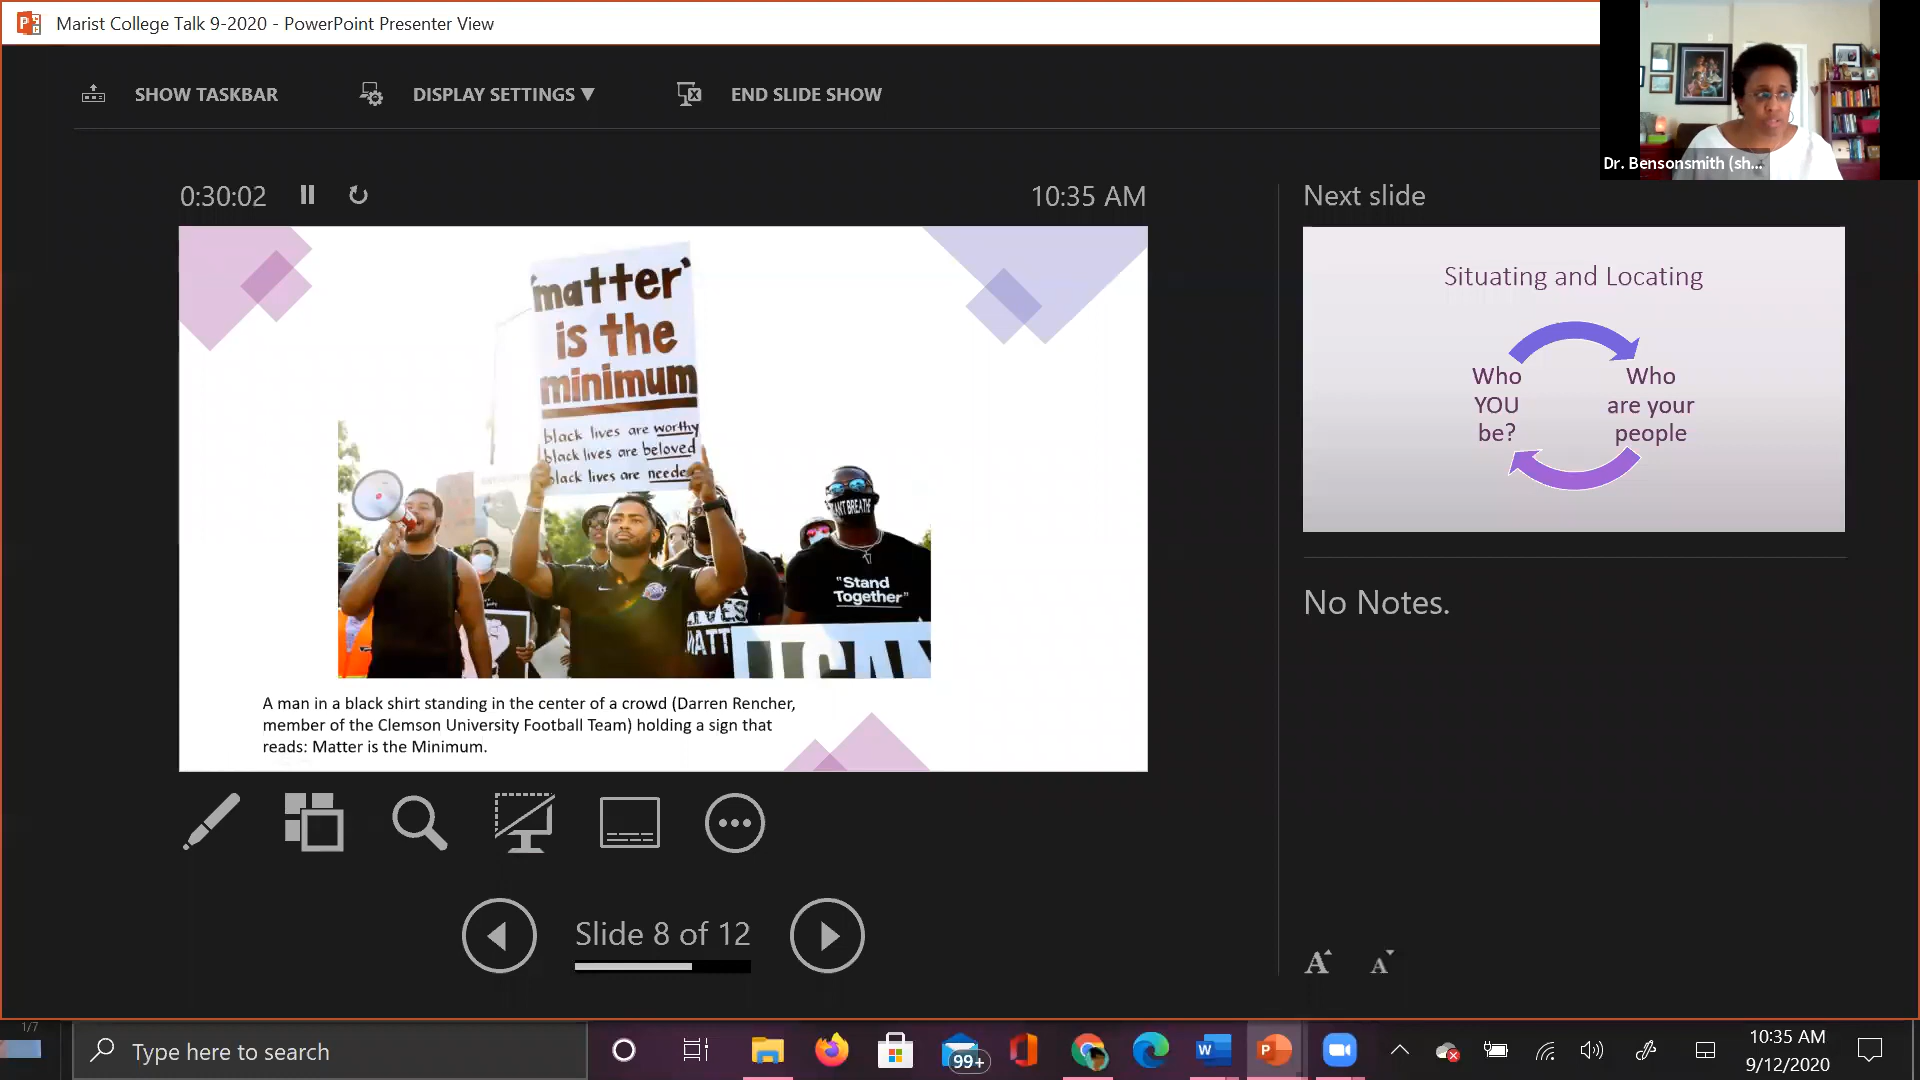 Marist College Talk 9-2020 - PowerPoint Presenter View
SHOW TASKBAR
DISPLAY SETTINGS ▼
END SLIDE SHOW
Dr. Bensonsmith (sh...
0:30:02
10:35 AM
Next slide
'matter'
is the
minimum
black lives are worthy
black lives are beloved
black lives are neede
"Stand
Together"
MATT
Situating and Locating
Who
YOU
be?
Who
are your
people
No Notes.
A man in a black shirt standing in the center of a crowd (Darren Rencher,
member of the Clemson University Football Team) holding a sign that
reads: Matter is the Minimum.
Slide 8 of 12
A A
1/7
Type here to search
99+
10:35 AM
9/12/2020